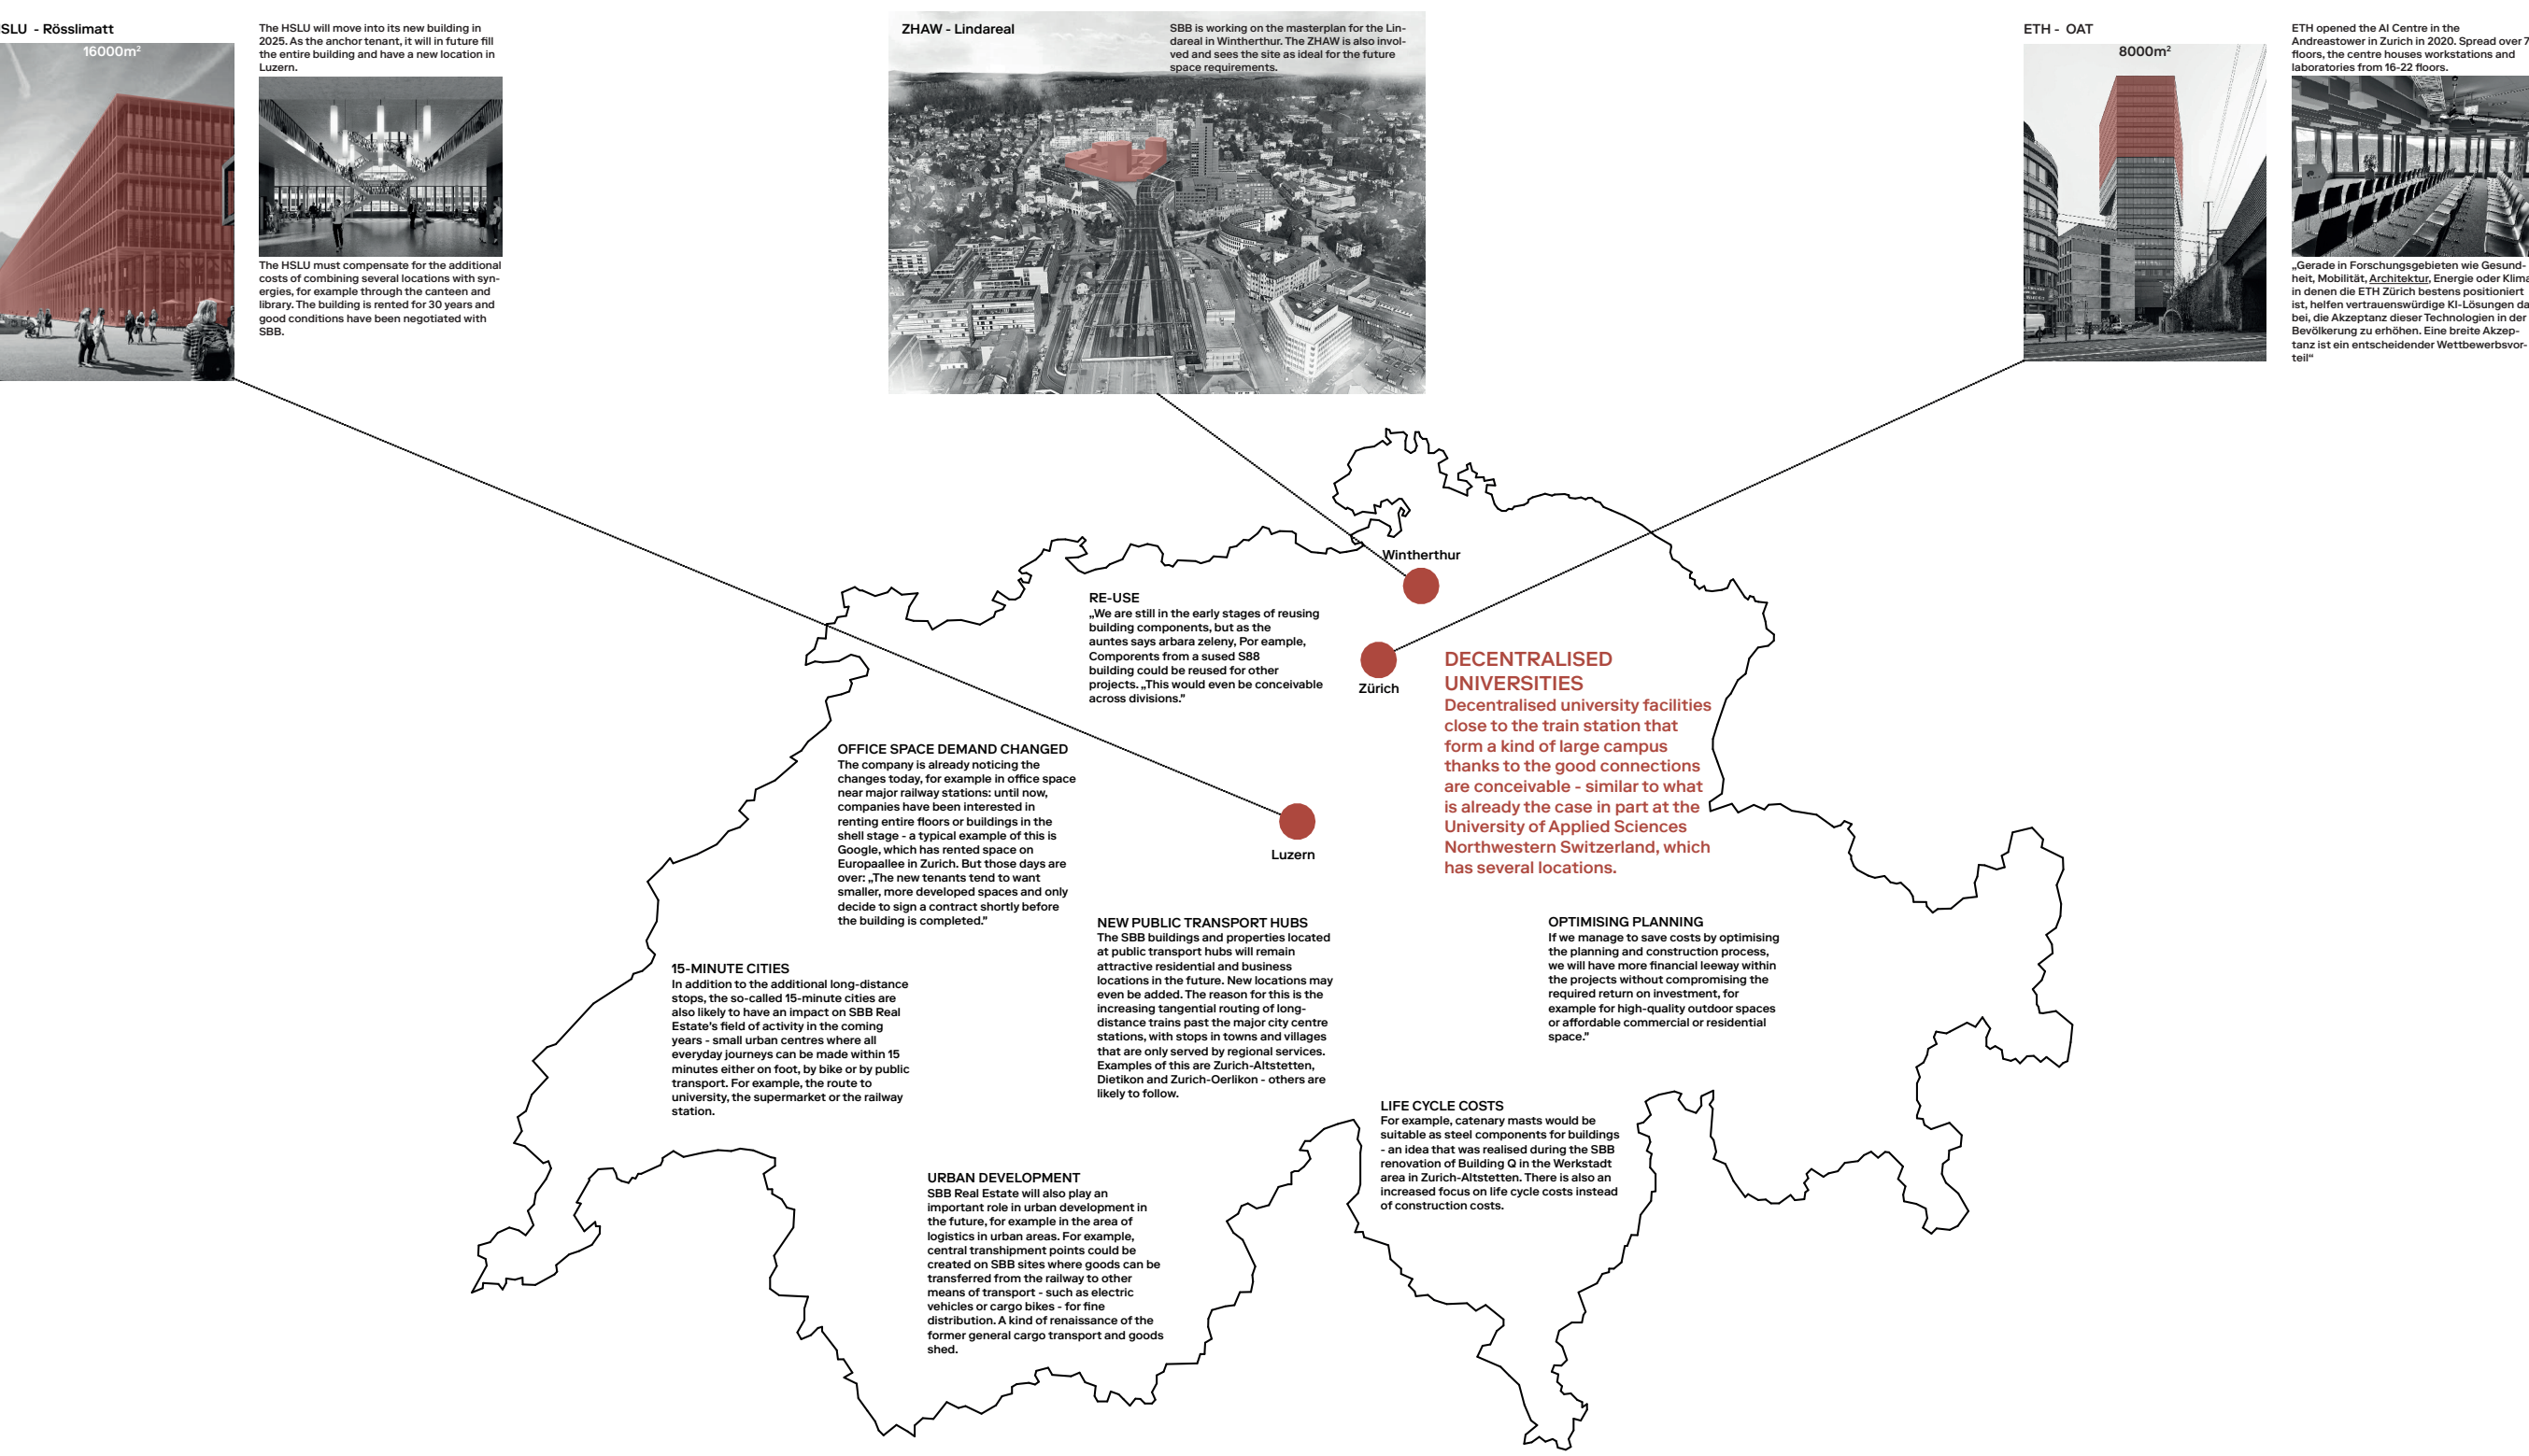 SLU - Rösslimatt
16000m²
The HSLU will move into its new building in
2025. As the anchor tenant, it will in future fill
the entire building and have a new location in
Luzern.
The HSLU must compensate for the additional
costs of combining several locations with syn-
ergies, for example through the canteen and
library. The building is rented for 30 years and
good conditions have been negotiated with
SBB.
ZHAW - Lindareal
SBB is working on the masterplan for the Lin-
dareal in Wintherthur. The ZHAW is also invol-
ved and sees the site as ideal for the future
space requirements.
ETH - OAT
8000m²
ETH opened the AI Centre in the
Andreastower in Zurich in 2020. Spread over 7
floors, the centre houses workstations and
laboratories from 16-22 floors.
„Gerade in Forschungsgebieten wie Gesund-
heit, Mobilität, Architektur, Energie oder Klima
in denen die ETH Zürich bestens positioniert
ist, helfen vertrauenswürdige KI-Lösungen da
bei, die Akzeptanz dieser Technologien in der
Bevölkerung zu erhöhen. Eine breite Akzep-
tanz ist ein entscheidender Wettbewerbsvor-
teil“
Wintherthur
Zürich
Luzern
RE-USE
„We are still in the early stages of reusing
building components, but as the
auntes says arbara zeleny, Por eample,
Components from a sused S88
building could be reused for other
projects. „This would even be conceivable
across divisions.”
DECENTRALISED
UNIVERSITIES
Decentralised university facilities
close to the train station that
form a kind of large campus
thanks to the good connections
are conceivable - similar to what
is already the case in part at the
University of Applied Sciences
Northwestern Switzerland, which
has several locations.
OFFICE SPACE DEMAND CHANGED
The company is already noticing the
changes today, for example in office space
near major railway stations: until now,
companies have been interested in
renting entire floors or buildings in the
shell stage - a typical example of this is
Google, which has rented space on
Europaallee in Zurich. But those days are
over: „The new tenants tend to want
smaller, more developed spaces and only
decide to sign a contract shortly before
the building is completed.”
NEW PUBLIC TRANSPORT HUBS
The SBB buildings and properties located
at public transport hubs will remain
attractive residential and business
locations in the future. New locations may
even be added. The reason for this is the
increasing tangential routing of long-
distance trains past the major city centre
stations, with stops in towns and villages
that are only served by regional services.
Examples of this are Zurich-Altstetten,
Dietikon and Zurich-Oerlikon - others are
likely to follow.
OPTIMISING PLANNING
If we manage to save costs by optimising
the planning and construction process,
we will have more financial leeway within
the projects without compromising the
required return on investment, for
example for high-quality outdoor spaces
or affordable commercial or residential
space.”
15-MINUTE CITIES
In addition to the additional long-distance
stops, the so-called 15-minute cities are
also likely to have an impact on SBB Real
Estate's field of activity in the coming
years - small urban centres where all
everyday journeys can be made within 15
minutes either on foot, by bike or by public
transport. For example, the route to
university, the supermarket or the railway
station.
LIFE CYCLE COSTS
For example, catenary masts would be
suitable as steel components for buildings
- an idea that was realised during the SBB
renovation of Building Q in the Werkstadt
area in Zurich-Altstetten. There is also an
increased focus on life cycle costs instead
of construction costs.
URBAN DEVELOPMENT
SBB Real Estate will also play an
important role in urban development in
the future, for example in the area of
logistics in urban areas. For example,
central transhipment points could be
created on SBB sites where goods can be
transferred from the railway to other
means of transport - such as electric
vehicles or cargo bikes - for fine
distribution. A kind of renaissance of the
former general cargo transport and goods
shed.